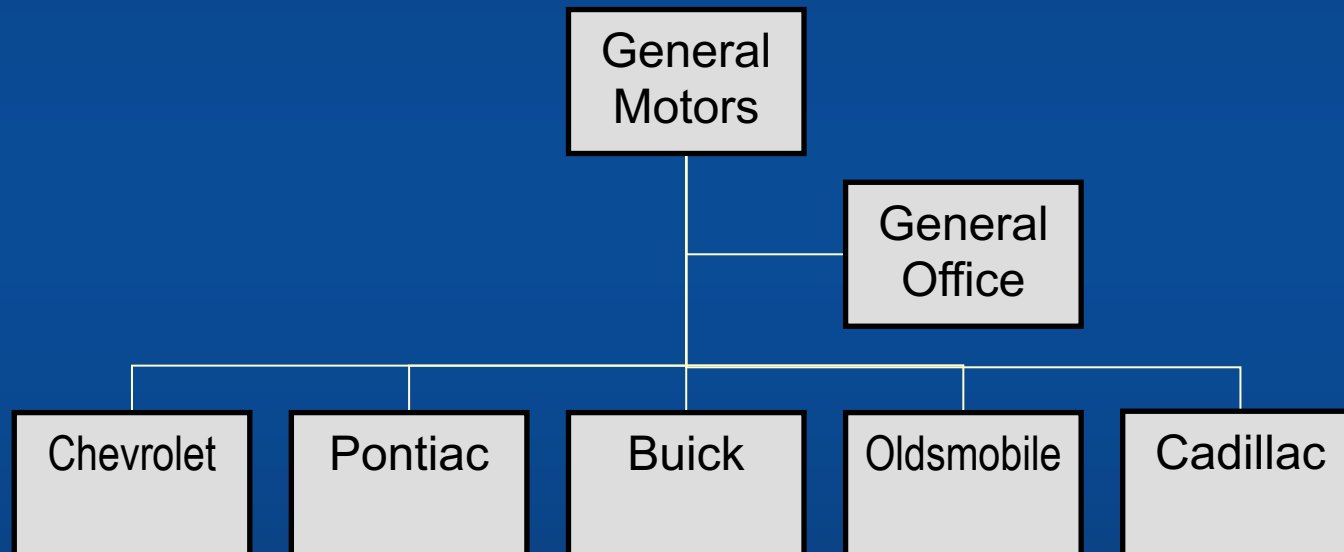 General
Motors
General
Office
Chevrolet
Pontiac
Buick
Oldsmobile
Cadillac